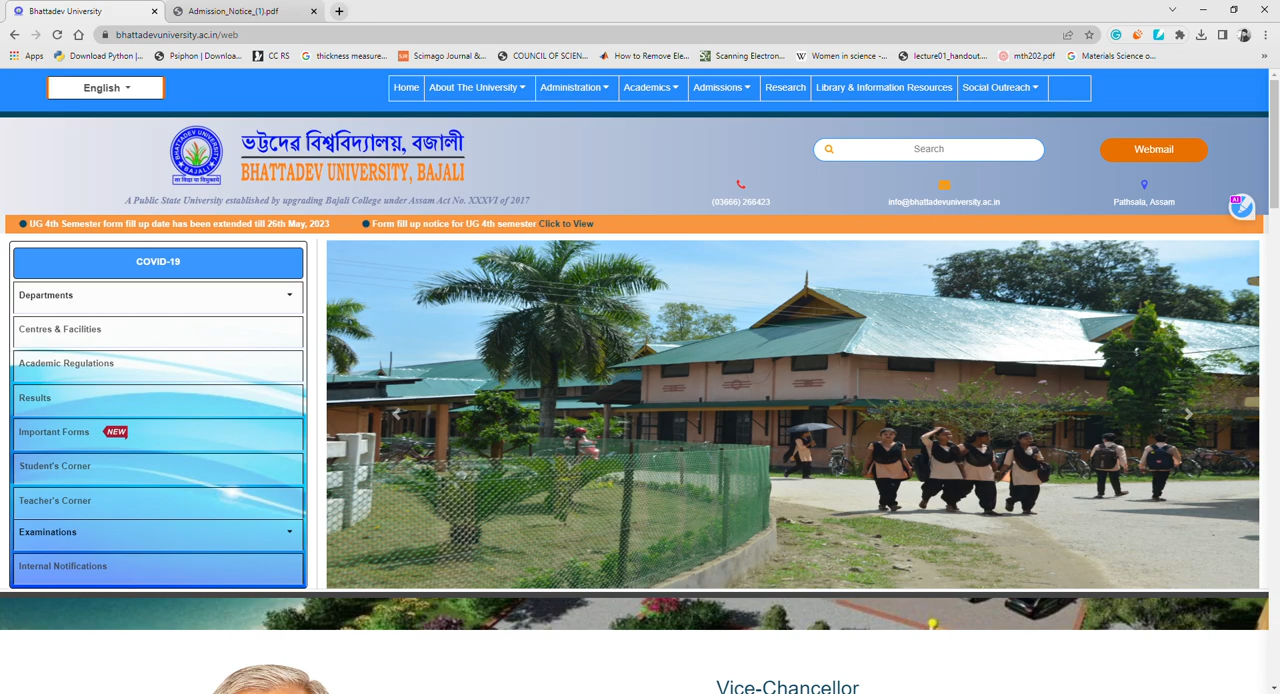 Bhattadev University
Admission_Notice_(1).pdf
bhattadevuniversity.ac.in/web
Apps
Download Python |...
Psiphon | Downloa...
CC RS
thickness measure...
Scimago Journal &...
COUNCIL OF SCIEN...
How to Remove Ele...
Scanning Electron...
Women in science -...
lecture01_handout....
mth202.pdf
Materials Science o...
English
Home
About The University
Administration
Academics
Admissions
Research
Library & Information Resources
Social Outreach
ভট্টদেৱ বিশ্ববিদ্যালয়, বজালী
BHATTADEV UNIVERSITY, BAJALI
A Public State University established by upgrading Bajali College under Assam Act No. XXXVI of 2017
Search
Webmail
(03666) 266423
info@bhattadevuniversity.ac.in
Pathsala, Assam
AI
UG 4th Semester form fill up date has been extended till 26th May, 2023
Form fill up notice for UG 4th semester Click to View
COVID-19
Departments
Centres & Facilities
Academic Regulations
Results
Important Forms NEW
Student's Corner
Teacher's Corner
Examinations
Internal Notifications
Vice-Chancellor